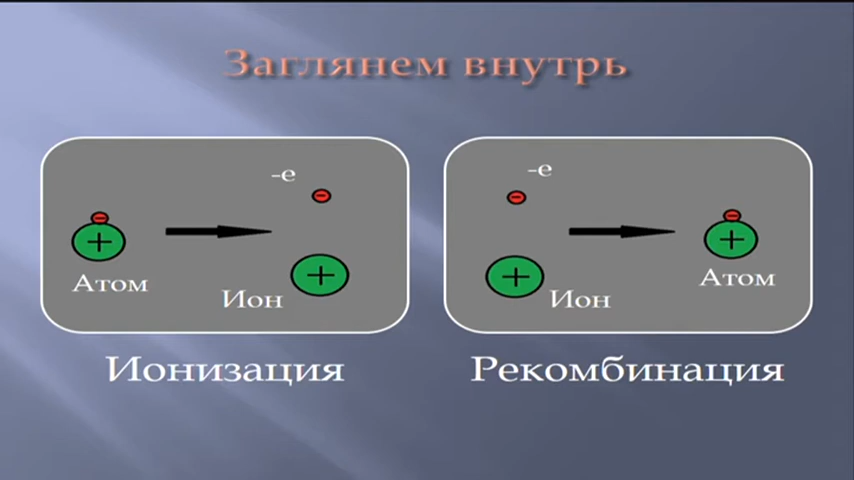 Заглянем внутрь
-e
Атом
Ион
Ионизация
-e
Ион
Атом
Рекомбинация